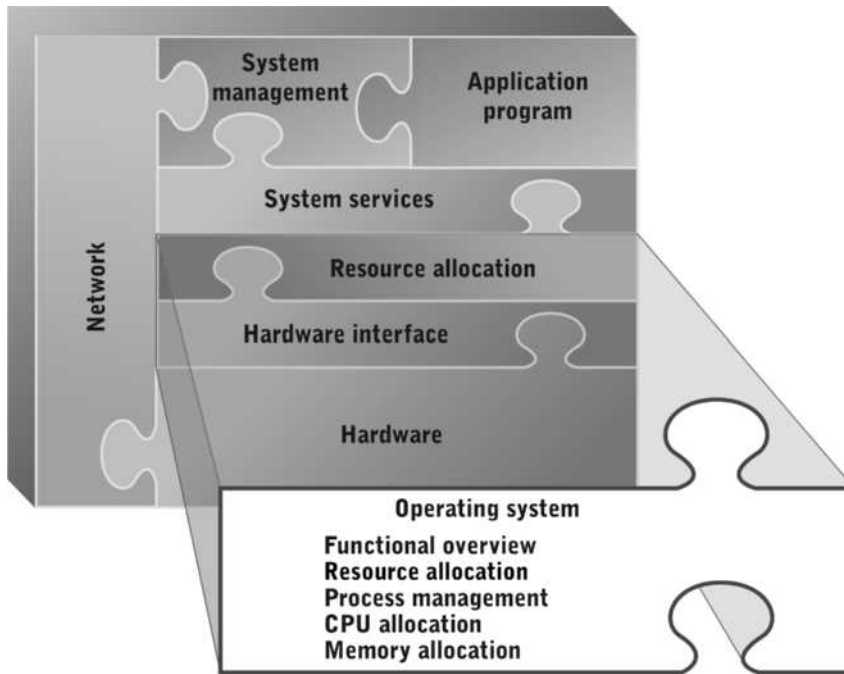 System
management
Application
program
System services
Network
Resource allocation
Hardware interface
Hardware
Operating system
Functional overview
Resource allocation
Process management
CPU allocation
Memory allocation